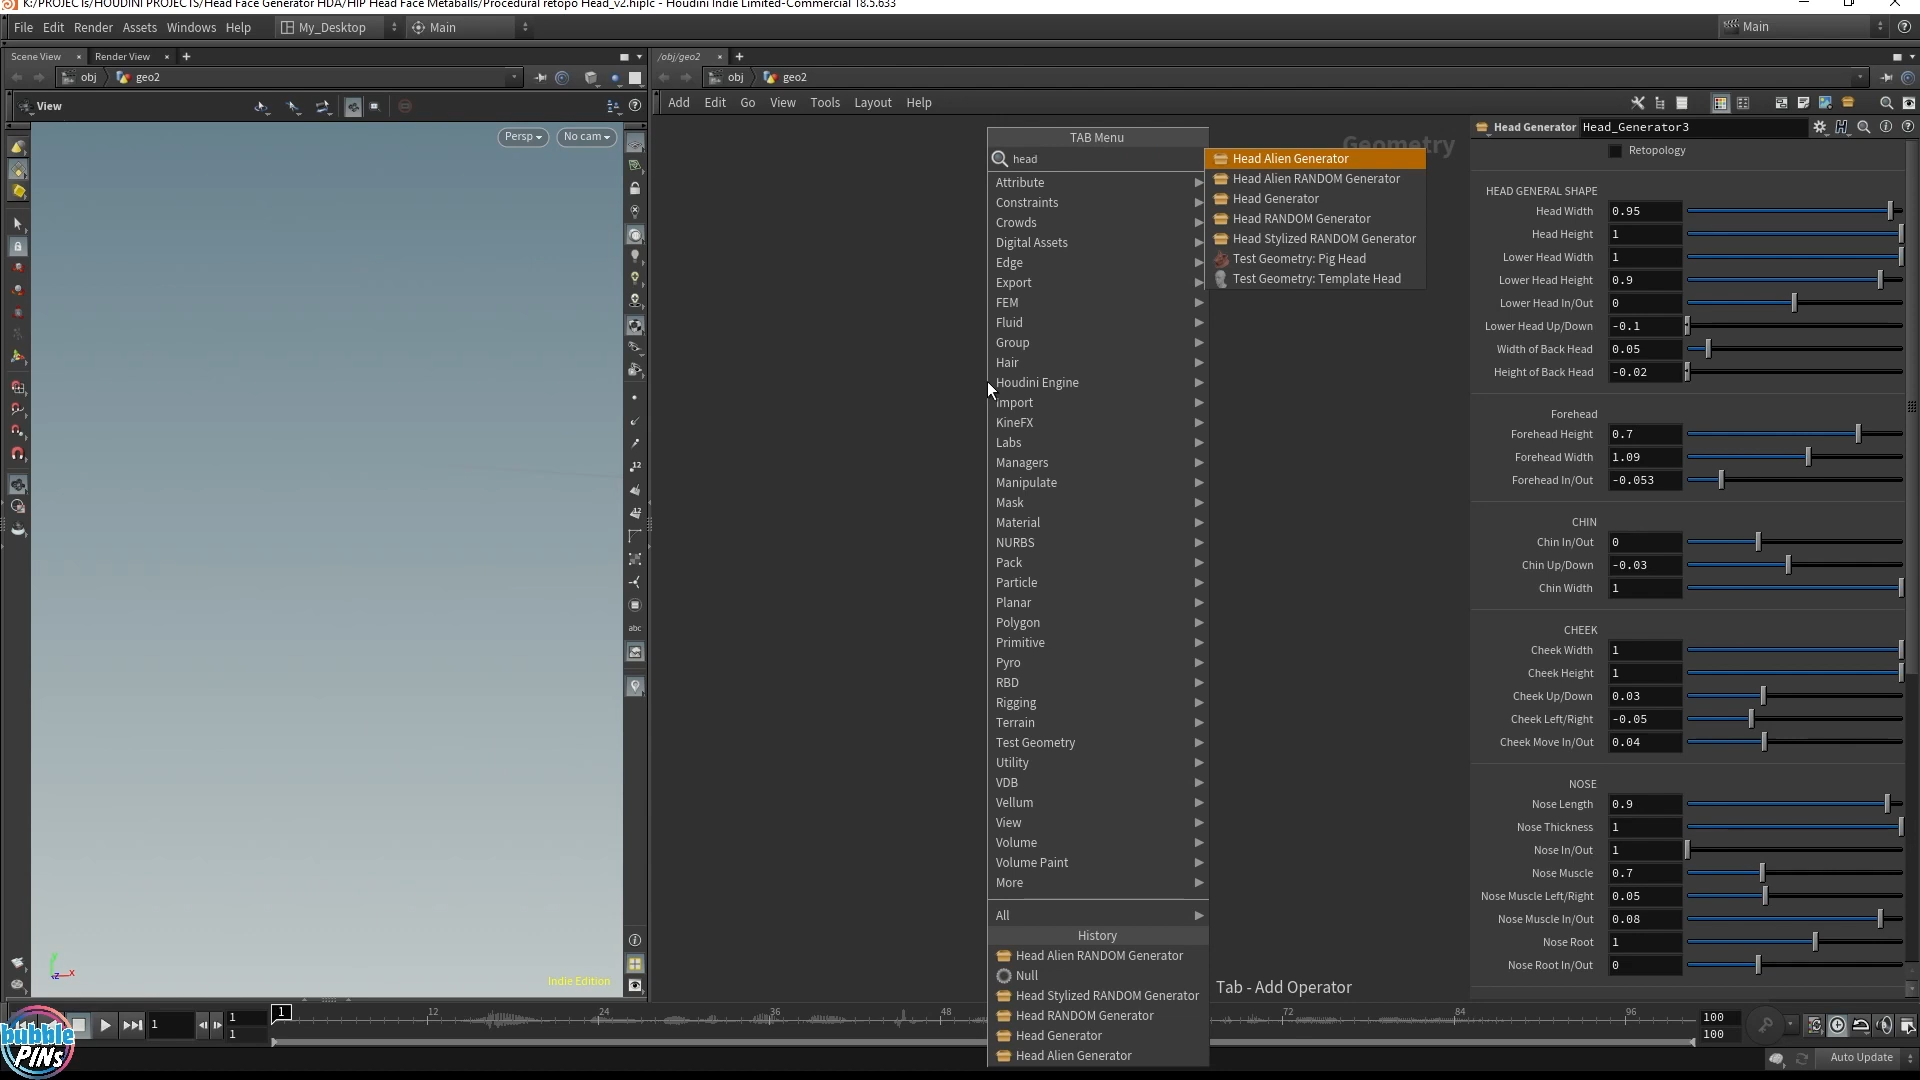 K:/PROJECTs/HOUDINI PROJECTS/Head Face Generator HDA/HIP Head Face Metaballs/Procedural retopo Head_v2.hiplc - Houdini Indie Limited-Commercial 18.5.633
File Edit Render Assets Windows Help My_Desktop Main Main
Scene View Render View
obj geo2
View
Persp No cam
Indie Edition
/obj/geo2
obj geo2
Add Edit Go View Tools Layout Help
Geometry
TAB Menu
head
Attribute
Constraints
Crowds
Digital Assets
Edge
Export
FEM
Fluid
Group
Hair
Houdini Engine
Import
KineFX
Labs
Managers
Manipulate
Mask
Material
NURBS
Pack
Particle
Planar
Polygon
Primitive
Pyro
RBD
Rigging
Terrain
Test Geometry
Utility
VDB
Vellum
View
Volume
Volume Paint
More
All
History
Head Alien RANDOM Generator
Null
Head Stylized RANDOM Generator
Head RANDOM Generator
Head Generator
Head Alien Generator
Head Alien Generator
Head Alien RANDOM Generator
Head Generator
Head RANDOM Generator
Head Stylized RANDOM Generator
Test Geometry: Pig Head
Test Geometry: Template Head
Tab - Add Operator
Head Generator Head_Generator3
Retopology
HEAD GENERAL SHAPE
Head Width 0.95
Head Height 1
Lower Head Width 1
Lower Head Height 0.9
Lower Head In/Out 0
Lower Head Up/Down -0.1
Width of Back Head 0.05
Height of Back Head -0.02
Forehead
Forehead Height 0.7
Forehead Width 1.09
Forehead In/Out -0.053
CHIN
Chin In/Out 0
Chin Up/Down -0.03
Chin Width 1
CHEEK
Cheek Width 1
Cheek Height 1
Cheek Up/Down 0.03
Cheek Left/Right -0.05
Cheek Move In/Out 0.04
NOSE
Nose Length 0.9
Nose Thickness 1
Nose In/Out 1
Nose Muscle 0.7
Nose Muscle Left/Right 0.05
Nose Muscle In/Out 0.08
Nose Root 1
Nose Root In/Out 0
12
12
abc
1
1
1
1
12 24 36 48 72 84 96
100
100
Auto Update
bubble
PiNs